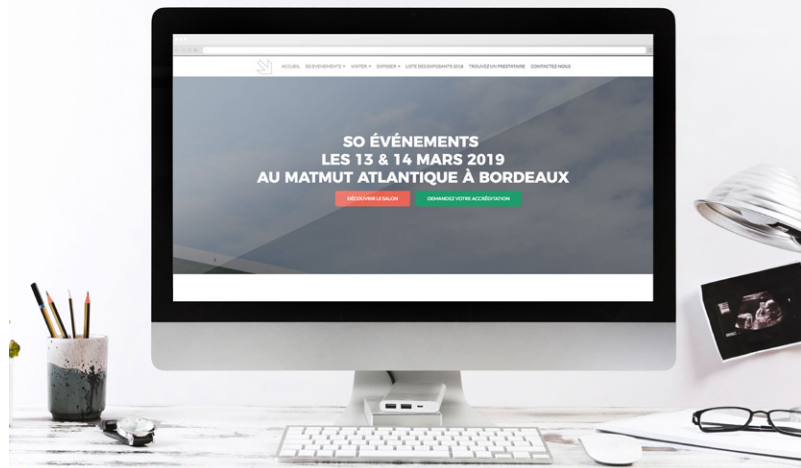 ACCUEIL SO EVENEMENTS VISITER EXPOSER LISTE DES EXPOSANTS 2018 TROUVEZ UN PRESTATAIRE CONTACTEZ-NOUS
SO ÉVÉNEMENTS
LES 13 & 14 MARS 2019
AU MATMUT ATLANTIQUE À BORDEAUX
DÉCOUVRIR LE SALON DEMANDEZ VOTRE ACCRÉDITATION